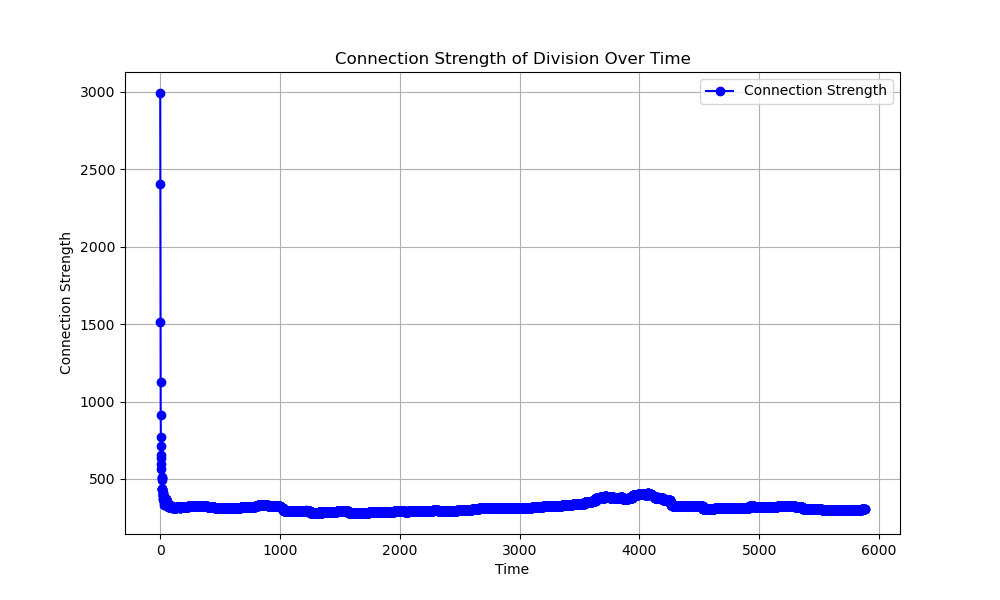 Connection Strength of Division Over Time
Connection Strength
3000
2500
2000
1500
1000
500
Connection Strength
0 1000 2000 3000 4000 5000 6000
Time